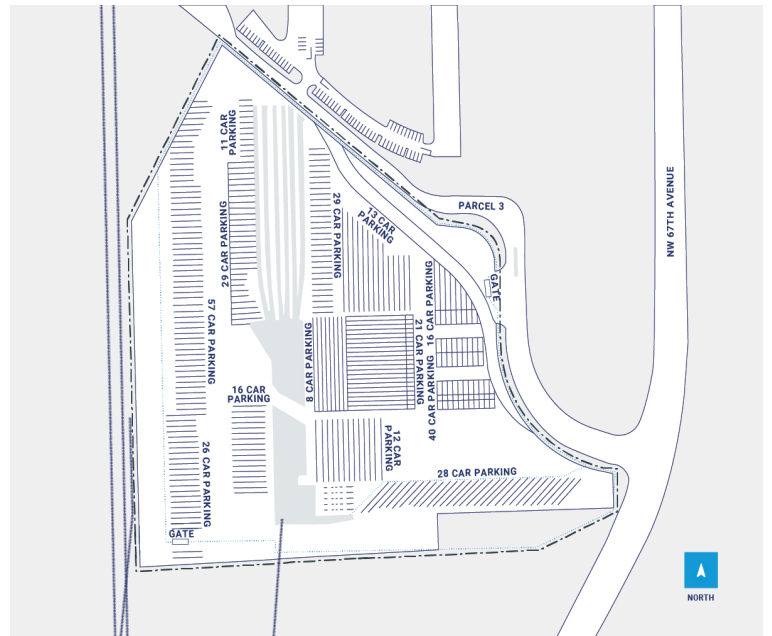 11 CAR
PARKING
PARCEL 3
NW 67TH AVENUE
29 CAR PARKING
13 CAR
PARKING
29 CAR PARKING
GATE
16 CAR PARKING
57 CAR PARKING
8 CAR PARKING
21 CAR PARKING
40 CAR PARKING
16 CAR
PARKING
12 CAR
PARKING
26 CAR PARKING
28 CAR PARKING
GATE
NORTH